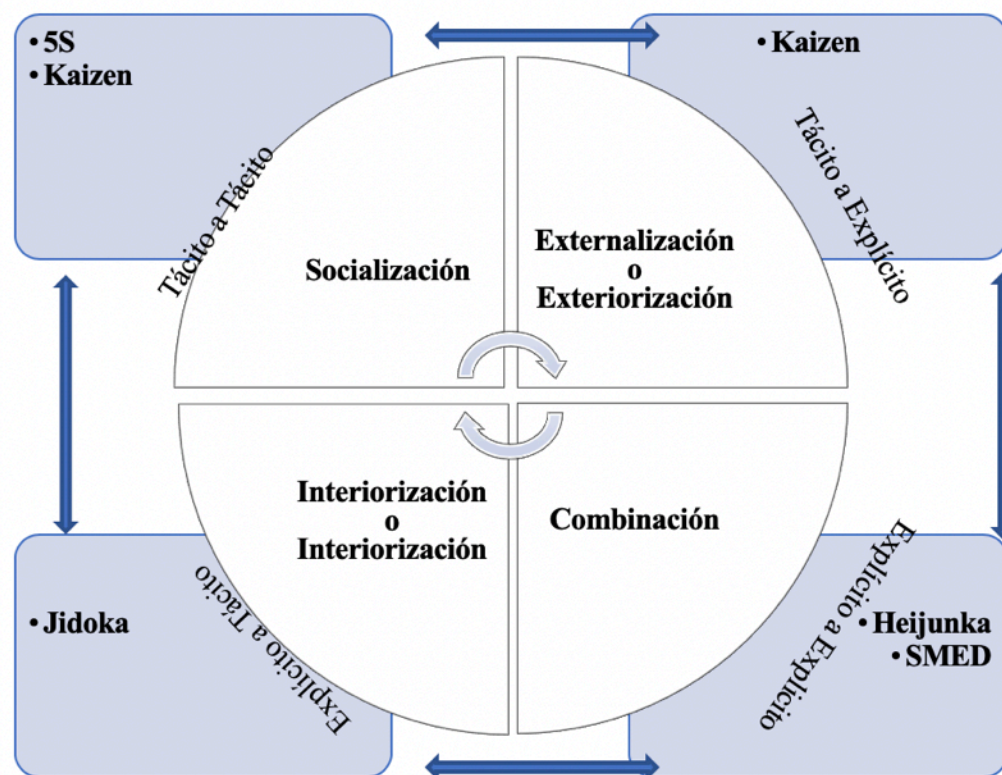 • 5S
• Kaizen
Tácito a Tácito
Socialización
• Kaizen
Tácito a Explícito
Externalización
o
Exteriorización
Interiorización
o
Interiorización
• Jidoka
Explícito a Tácito
Combinación
• Heijunka
• SMED
Explícito a Explícito